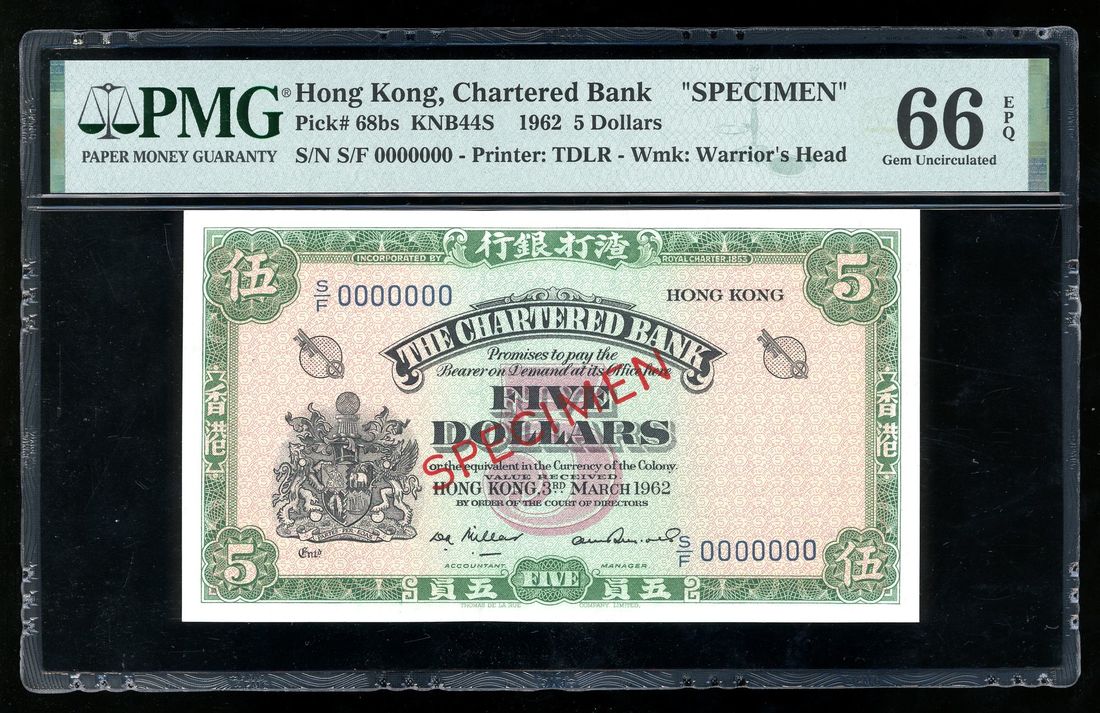 PMG®
PAPER MONEY GUARANTY
Hong Kong, Chartered Bank "SPECIMEN"
Pick# 68bs KNB44S 1962 5 Dollars
S/N S/F 0000000 - Printer: TDLR - Wmk: Warrior's Head
66 EPQ
Gem Uncirculated
伍
行銀打渣
5
INCORPORATED BY ROYAL CHARTER 1853
S/F 0000000
HONG KONG
THE CHARTERED BANK
Promises to pay the
Bearer on Demand at its Office here
FIVE
DOLLARS
SPECIMEN
5
or the equivalent in the Currency of the Colony.
VALUE RECEIVED
HONG KONG, 3RD MARCH 1962
BY ORDER OF THE COURT OF DIRECTORS
香港
香港
S/F 0000000
ACCOUNTANT
MANAGER
5
員五
FIVE
員五
伍
THOMAS DE LA RUE COMPANY, LIMITED.